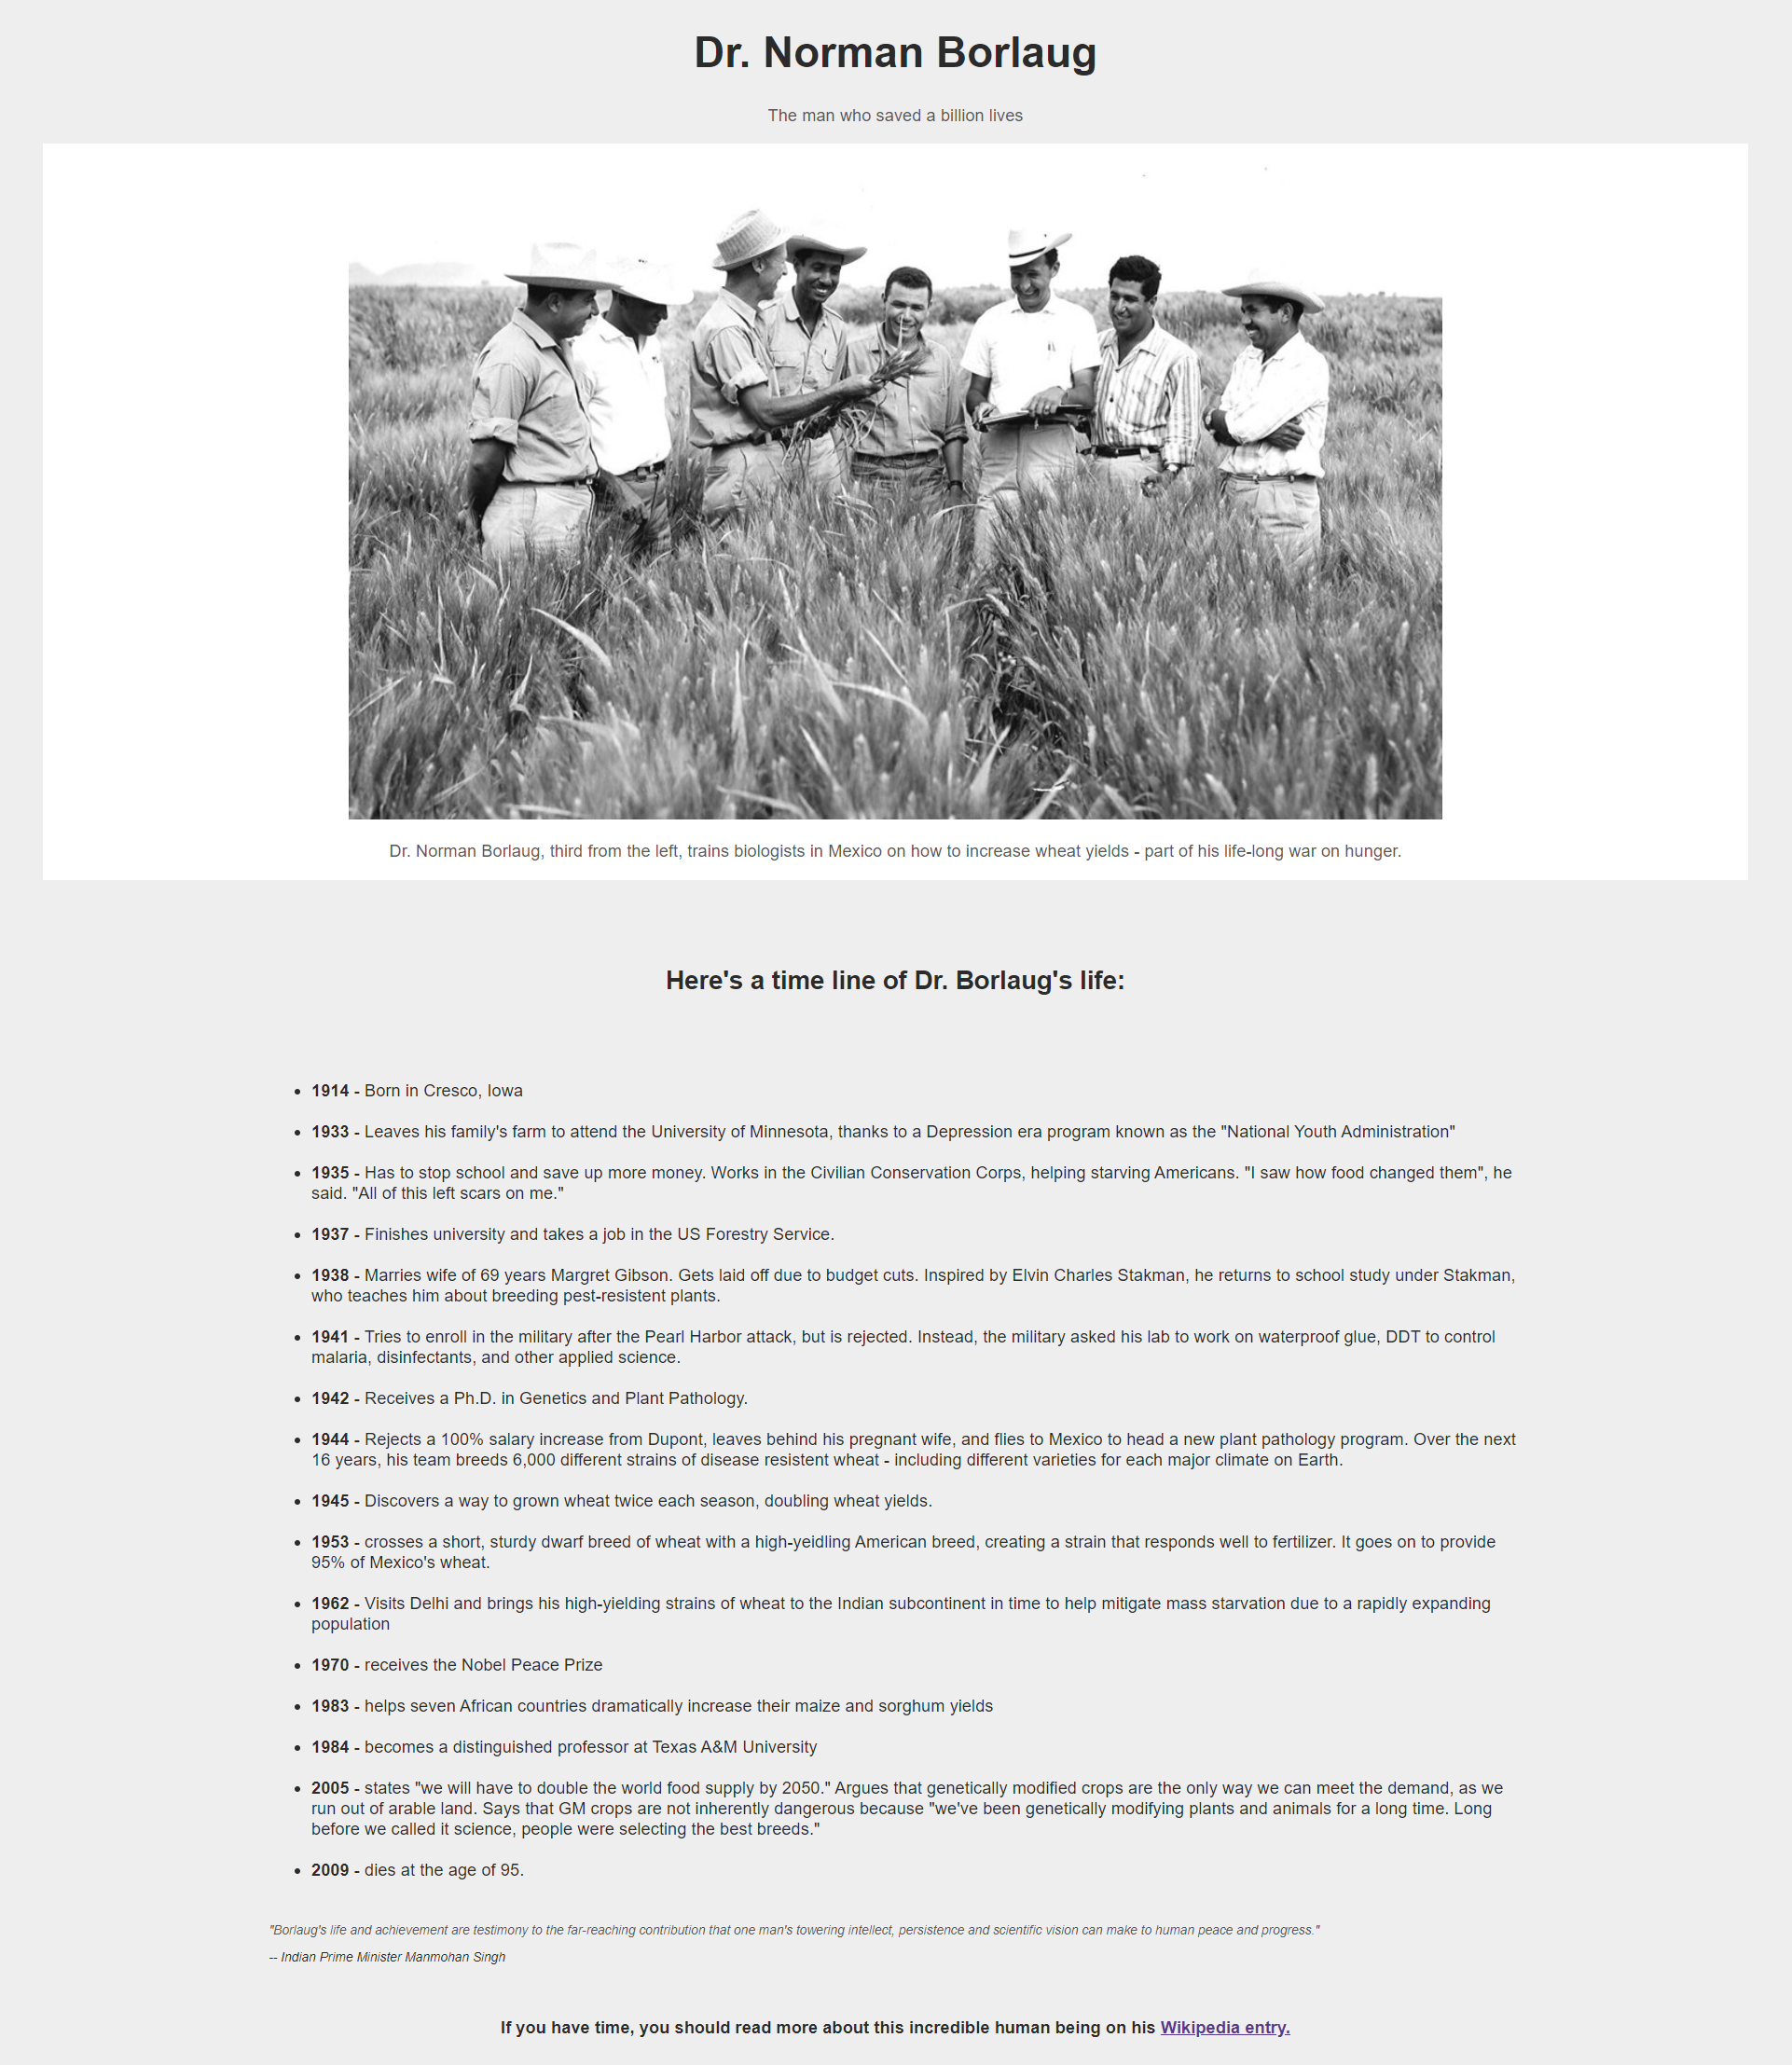 Dr. Norman Borlaug
The man who saved a billion lives
Dr. Norman Borlaug, third from the left, trains biologists in Mexico on how to increase wheat yields - part of his life-long war on hunger.
Here's a time line of Dr. Borlaug's life:
• 1914 - Born in Cresco, Iowa
• 1933 - Leaves his family's farm to attend the University of Minnesota, thanks to a Depression era program known as the "National Youth Administration"
• 1935 - Has to stop school and save up more money. Works in the Civilian Conservation Corps, helping starving Americans. "I saw how food changed them", he
said. "All of this left scars on me."
• 1937 - Finishes university and takes a job in the US Forestry Service.
• 1938 - Marries wife of 69 years Margret Gibson. Gets laid off due to budget cuts. Inspired by Elvin Charles Stakman, he returns to school study under Stakman,
who teaches him about breeding pest-resistent plants.
• 1941 - Tries to enroll in the military after the Pearl Harbor attack, but is rejected. Instead, the military asked his lab to work on waterproof glue, DDT to control
malaria, disinfectants, and other applied science.
• 1942 - Receives a Ph.D. in Genetics and Plant Pathology.
• 1944 - Rejects a 100% salary increase from Dupont, leaves behind his pregnant wife, and flies to Mexico to head a new plant pathology program. Over the next
16 years, his team breeds 6,000 different strains of disease resistent wheat - including different varieties for each major climate on Earth.
• 1945 - Discovers a way to grown wheat twice each season, doubling wheat yields.
• 1953 - crosses a short, sturdy dwarf breed of wheat with a high-yeidling American breed, creating a strain that responds well to fertilizer. It goes on to provide
95% of Mexico's wheat.
• 1962 - Visits Delhi and brings his high-yielding strains of wheat to the Indian subcontinent in time to help mitigate mass starvation due to a rapidly expanding
population
• 1970 - receives the Nobel Peace Prize
• 1983 - helps seven African countries dramatically increase their maize and sorghum yields
• 1984 - becomes a distinguished professor at Texas A&M University
• 2005 - states "we will have to double the world food supply by 2050." Argues that genetically modified crops are the only way we can meet the demand, as we
run out of arable land. Says that GM crops are not inherently dangerous because "we've been genetically modifying plants and animals for a long time. Long
before we called it science, people were selecting the best breeds."
• 2009 - dies at the age of 95.
"Borlaug's life and achievement are testimony to the far-reaching contribution that one man's towering intellect, persistence and scientific vision can make to human peace and progress."
-- Indian Prime Minister Manmohan Singh
If you have time, you should read more about this incredible human being on his Wikipedia entry.